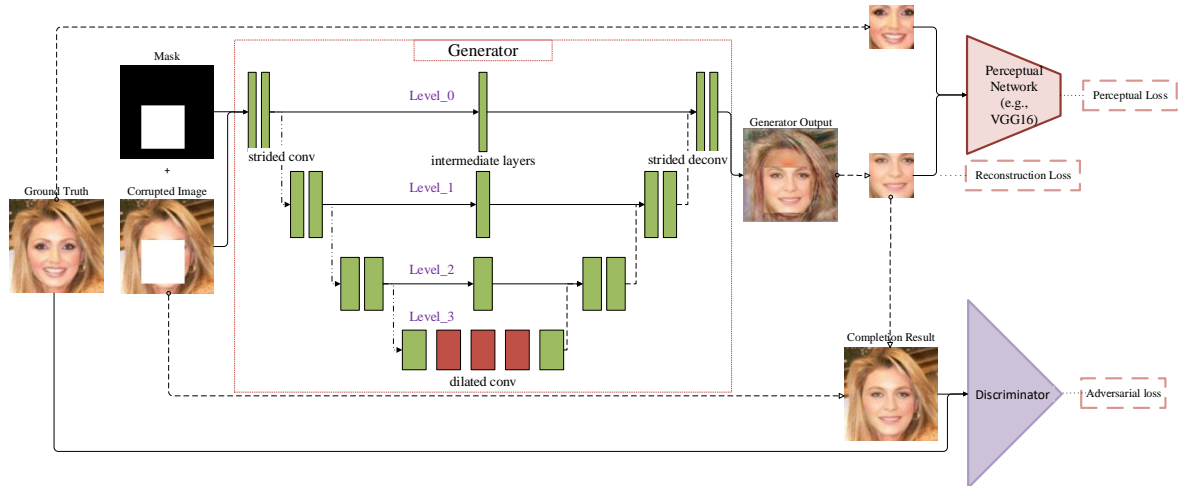 Generator
Mask
Level_0
Perceptual
Network
(e.g.,
VGG16)
Perceptual Loss
Generator Output
strided conv
intermediate layers
strided deconv
+
Reconstruction Loss
Ground Truth
Corrupted Image
Level_1
Level_2
Level_3
dilated conv
Completion Result
Discriminator
Adversarial loss